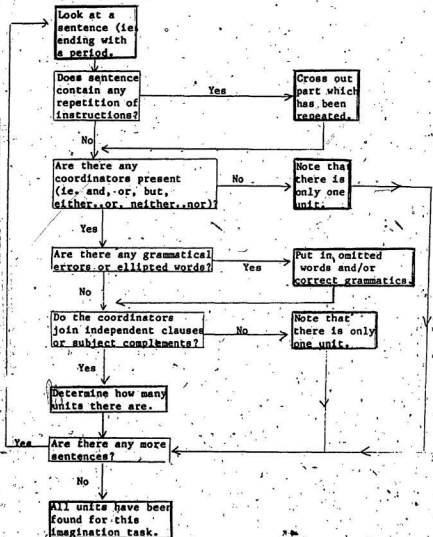 Look at a
sentence (ie
ending with
a period.
Does sentence
contain any
repetition of
instructions?
Yes
Cross out
part which
has been
repeated.
No
Are there any
coordinators present
(ie. and, or, but,
either..or, neither..nor)?
No
Note that
there is
only one
unit.
Yes
Are there any grammatical
errors or ellipted words?
Yes
Put in omitted
words and/or
correct grammatics.
No
Do the coordinators
join independent clauses
or subject complements?
No
Note that
there is only
one unit.
Yes
Determine how many
units there are.
Yes
Are there any more
sentences?
No
All units have been
found for this
imagination task.